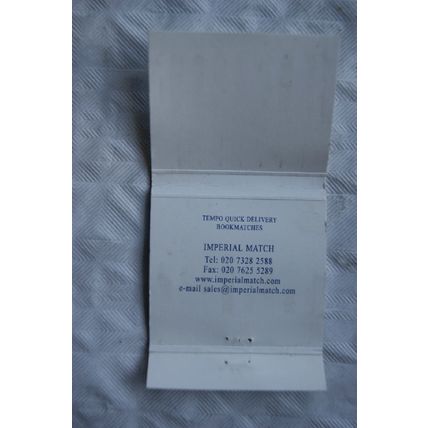 TEMPO QUICK DELIVERY
BOOKMATCHES
IMPERIAL MATCH
Tel: 020 7328 2588
Fax: 020 7625 5289
www.imperialmatch.com
e-mail sales@imperialmatch.com